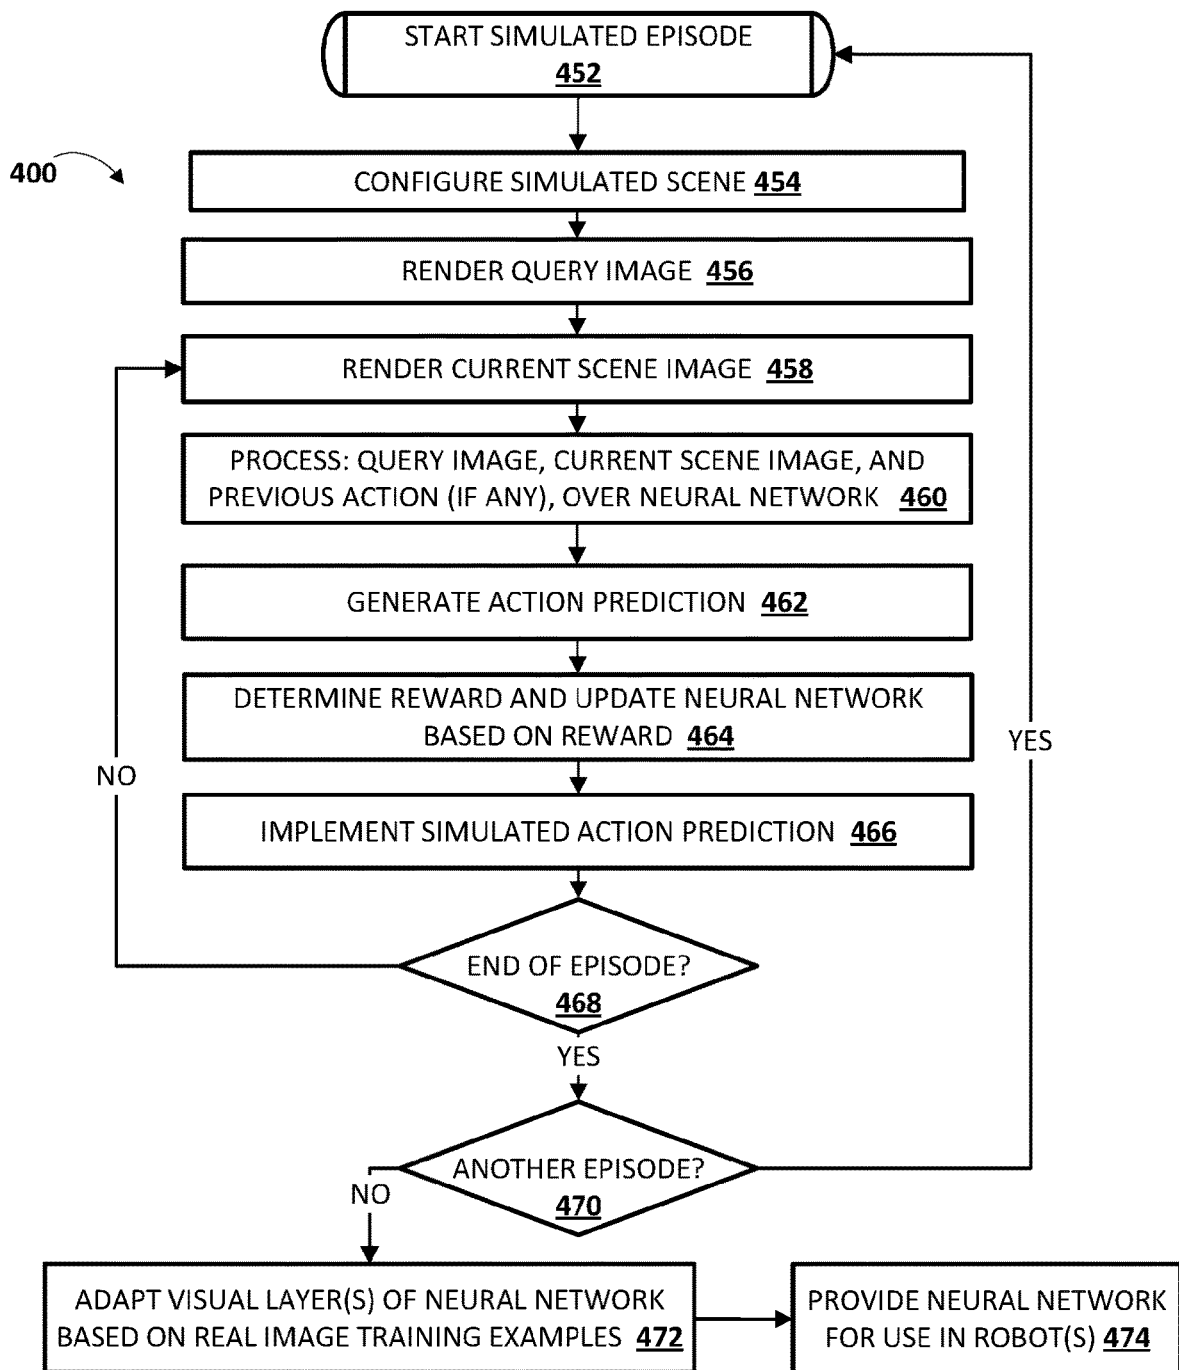 START SIMULATED EPISODE
452
400
CONFIGURE SIMULATED SCENE 454
RENDER QUERY IMAGE 456
RENDER CURRENT SCENE IMAGE 458
PROCESS: QUERY IMAGE, CURRENT SCENE IMAGE, AND
PREVIOUS ACTION (IF ANY), OVER NEURAL NETWORK 460
GENERATE ACTION PREDICTION 462
DETERMINE REWARD AND UPDATE NEURAL NETWORK
BASED ON REWARD 464
YES
NO
IMPLEMENT SIMULATED ACTION PREDICTION 466
END OF EPISODE?
468
YES
ANOTHER EPISODE?
470
NO
ADAPT VISUAL LAYER(S) OF NEURAL NETWORK
BASED ON REAL IMAGE TRAINING EXAMPLES 472
PROVIDE NEURAL NETWORK
FOR USE IN ROBOT(S) 474